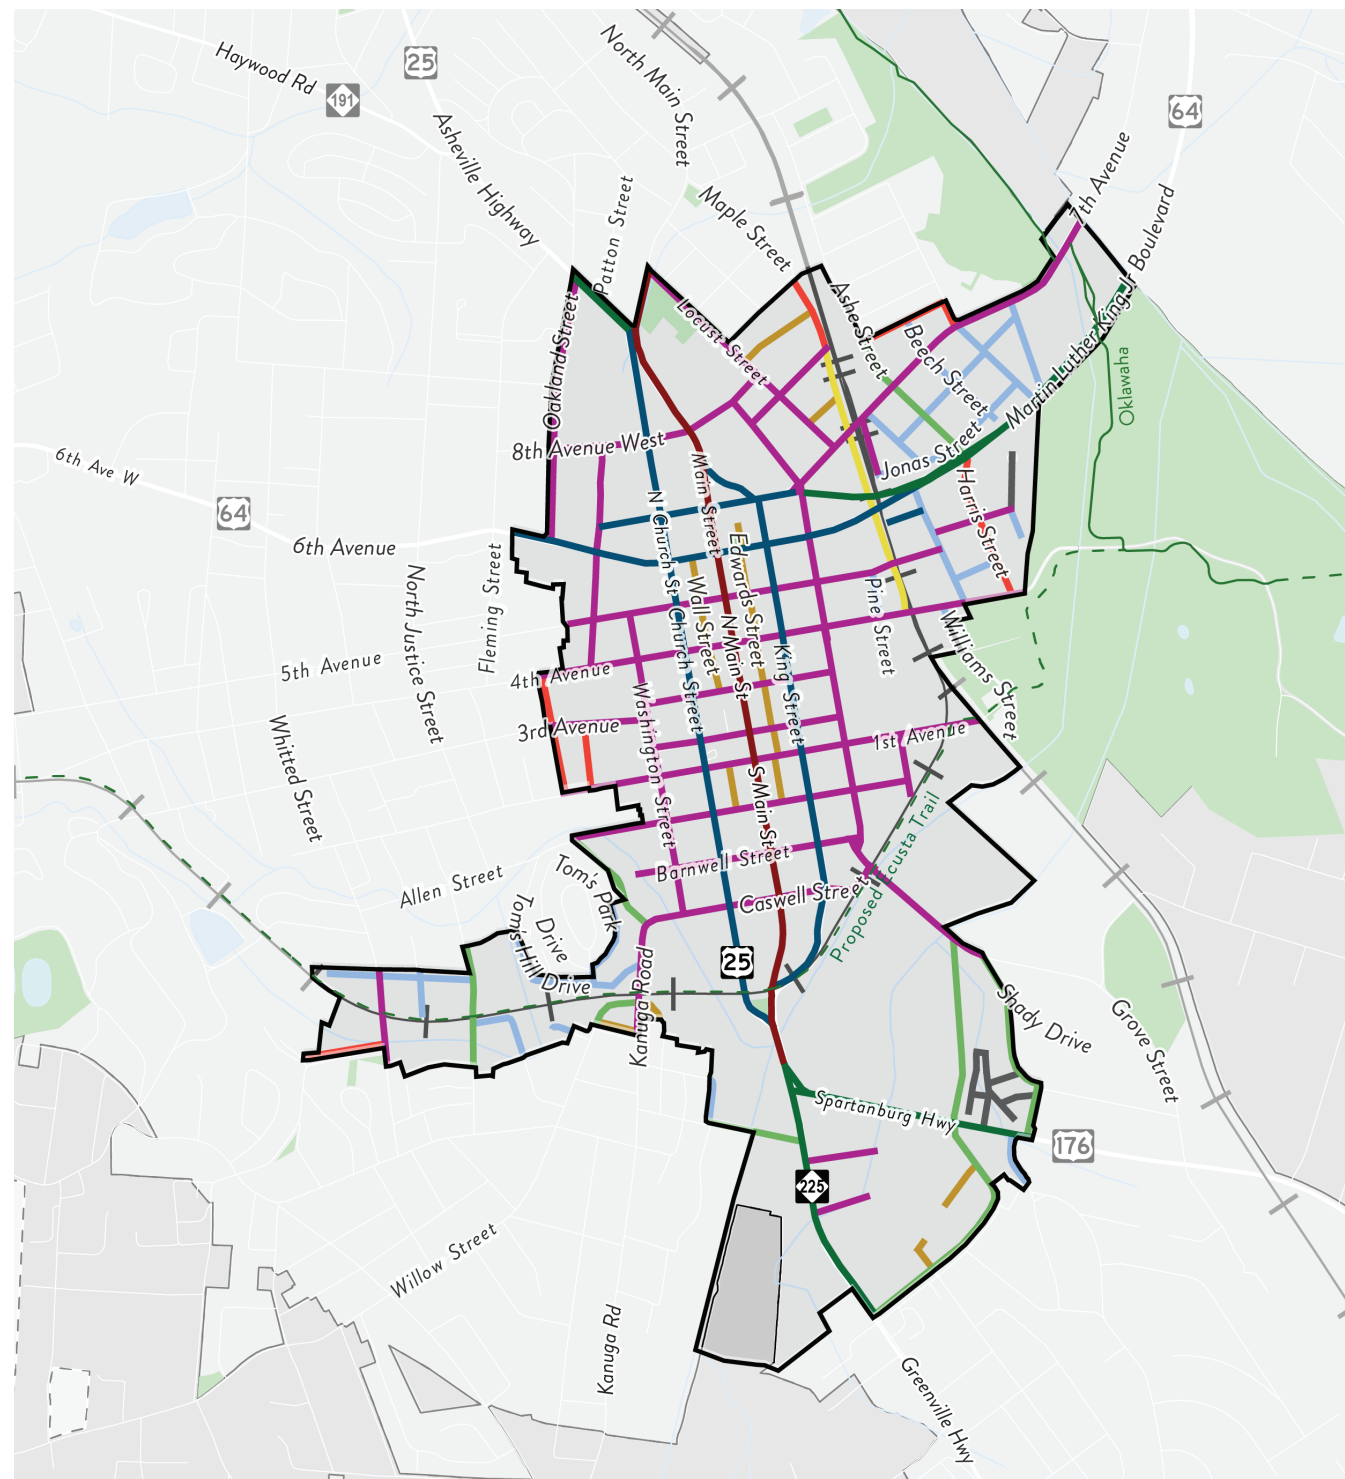 Haywood Rd
191
25
North Main Street
64
Asheville Highway
Patton Street
Maple Street
7th Avenue
Martin Luther King Jr Boulevard
Ashe Street
Locust Street
Beech Street
Oakland Street
Oklawaha
8th Avenue West
Main Street
Jonas Street
Harris Street
6th Ave W
64
6th Avenue
N Church St
Edwards Street
Wall Street
Fleming Street
North Justice Street
Pine Street
Williams Street
Church Street
N Main St
King Street
5th Avenue
4th Avenue
3rd Avenue
Washington Street
1st Avenue
Whitted Street
S Main St
Proposed Ecusta Trail
Barnwell Street
Allen Street
Tom's Park
Caswell Street
Tom's Hill Drive
Drive
25
Kanuga Road
Shady Drive
Grove Street
Spartanburg Hwy
176
225
Willow Street
Kanuga Rd
Greenville Hwy